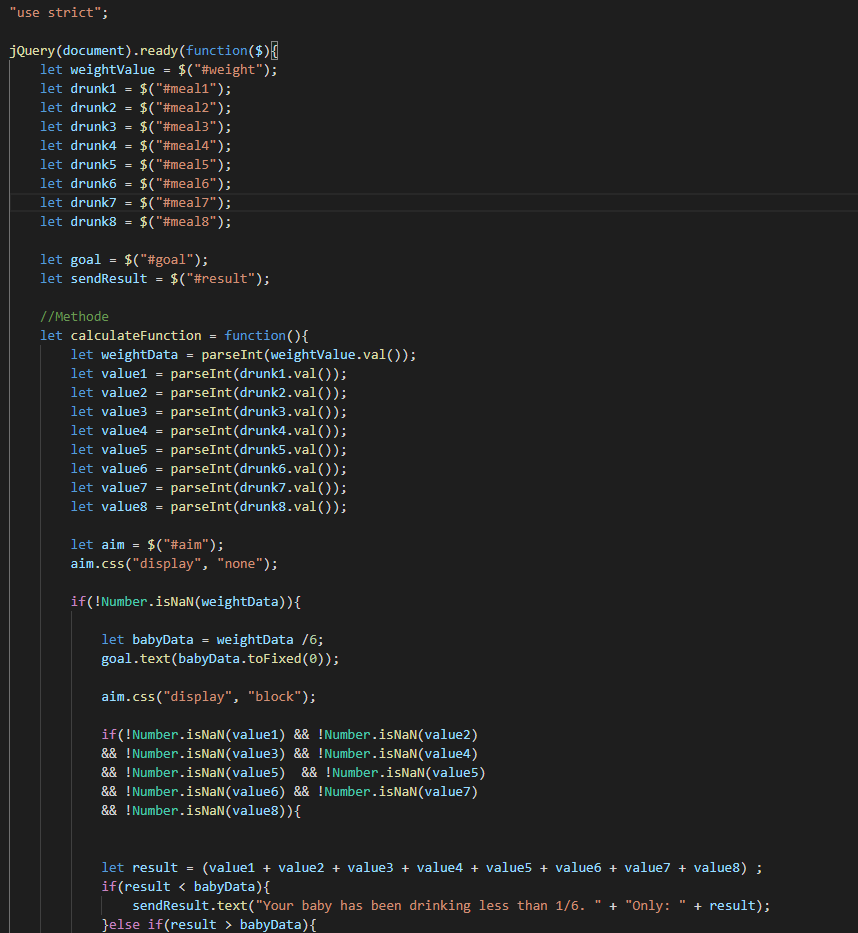 "use strict";
jQuery(document).ready(function($){
let weightValue = $("#weight");
let drunk1 = $("#meal1");
let drunk2 = $("#meal2");
let drunk3 = $("#meal3");
let drunk4 = $("#meal4");
let drunk5 = $("#meal5");
let drunk6 = $("#meal6");
let drunk7 = $("#meal7");
let drunk8 = $("#meal8");
let goal = $("#goal");
let sendResult = $("#result");
//Methode
let calculateFunction = function(){
let weightData = parseInt(weightValue.val());
let value1 = parseInt(drunk1.val());
let value2 = parseInt(drunk2.val());
let value3 = parseInt(drunk3.val());
let value4 = parseInt(drunk4.val());
let value5 = parseInt(drunk5.val());
let value6 = parseInt(drunk6.val());
let value7 = parseInt(drunk7.val());
let value8 = parseInt(drunk8.val());
let aim = $("#aim");
aim.css("display", "none");
if(!Number.isNaN(weightData)){
let babyData = weightData /6;
goal.text(babyData.toFixed(0));
aim.css("display", "block");
if(!Number.isNaN(value1) && !Number.isNaN(value2)
&& !Number.isNaN(value3) && !Number.isNaN(value4)
&& !Number.isNaN(value5)  && !Number.isNaN(value5)
&& !Number.isNaN(value6) && !Number.isNaN(value7)
&& !Number.isNaN(value8)){
let result = (value1 + value2 + value3 + value4 + value5 + value6 + value7 + value8) ;
if(result < babyData){
sendResult.text("Your baby has been drinking less than 1/6. " + "Only: " + result);
}else if(result > babyData){